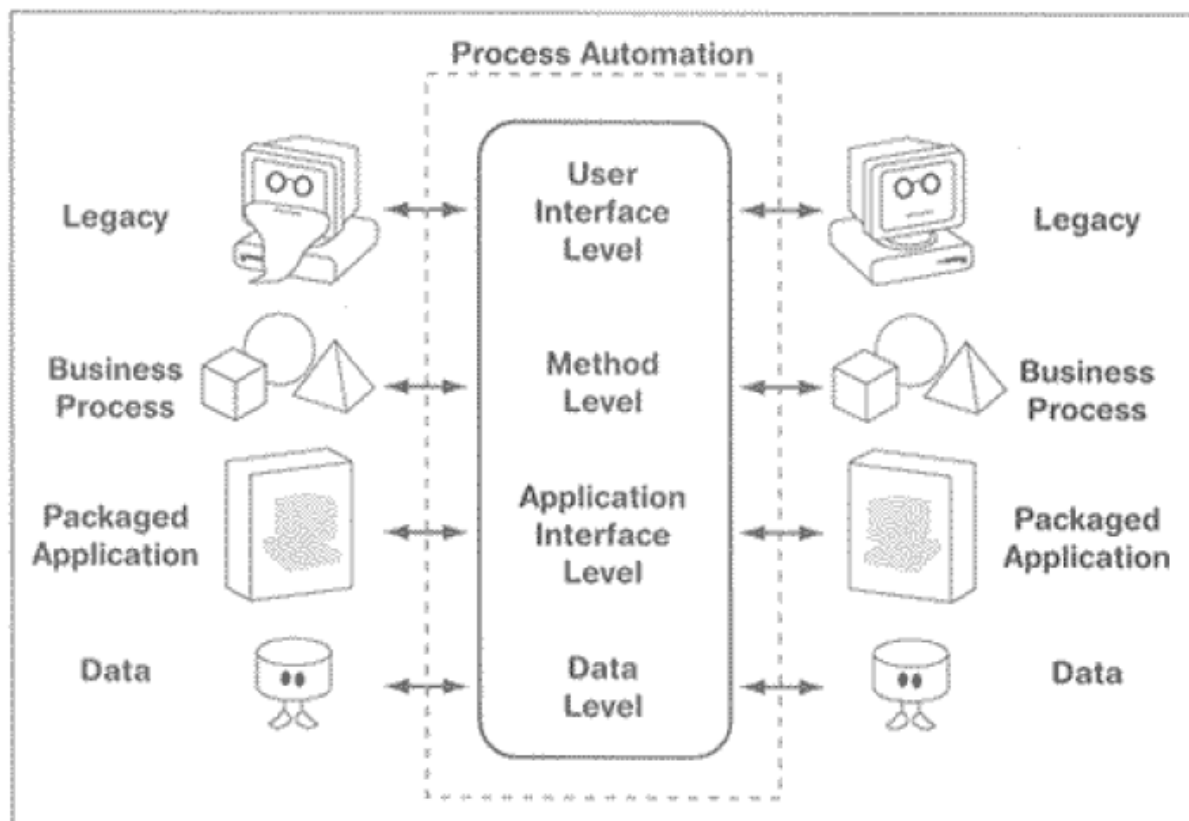 Process Automation
Legacy
User
Interface
Level
Legacy
Business
Process
Method
Level
Business
Process
Packaged
Application
Application
Interface
Level
Packaged
Application
Data
Data
Level
Data